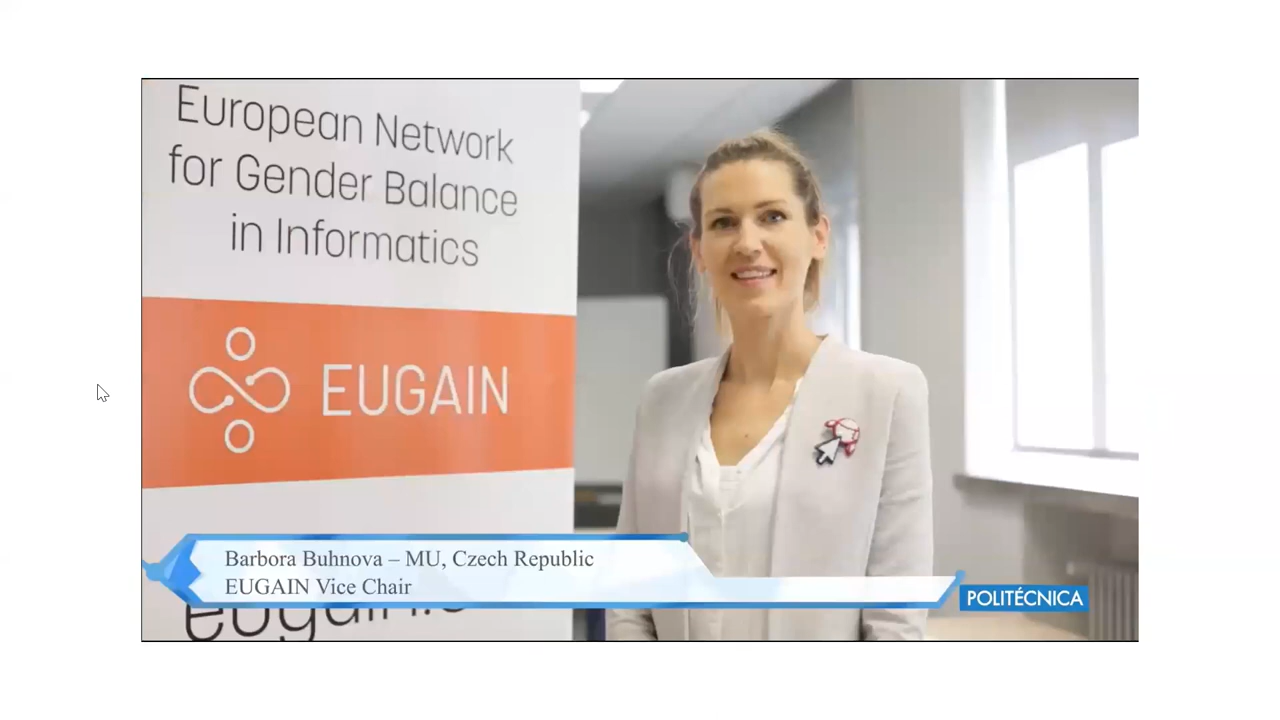 European Network
for Gender Balance
in Informatics
EUGAIN
Barbora Buhnova – MU, Czech Republic
EUGAIN Vice Chair
POLITÉCNICA